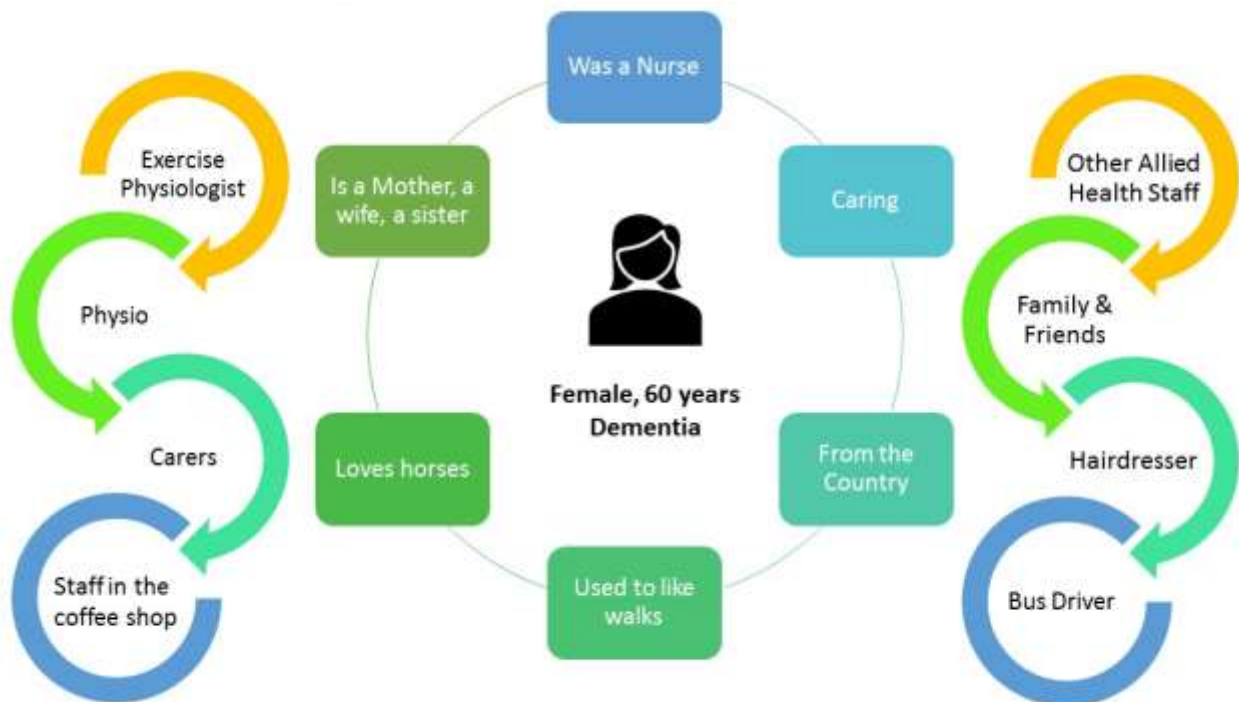 Was a Nurse
Exercise
Physiologist
Is a Mother, a
wife, a sister
Caring
Other Allied
Health Staff
Physio
Family &
Friends
Female, 60 years
Dementia
Carers
Loves horses
From the
Country
Hairdresser
Staff in the
coffee shop
Used to like
walks
Bus Driver